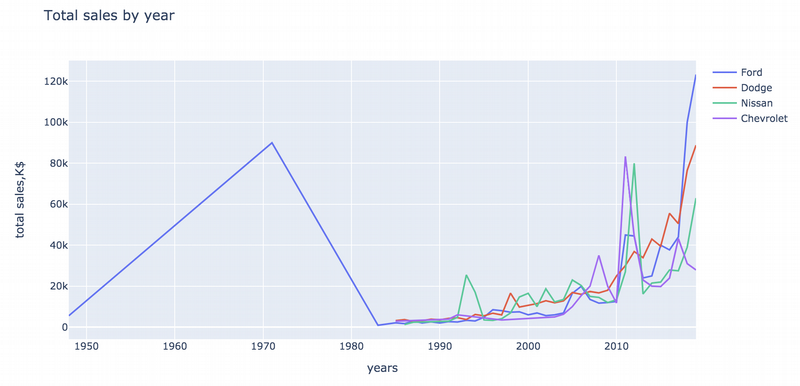 Total sales by year
120k
100k
80k
60k
40k
20k
0
1950
1960
1970
1980
1990
2000
2010
years
total sales,K$
Ford
Dodge
Nissan
Chevrolet